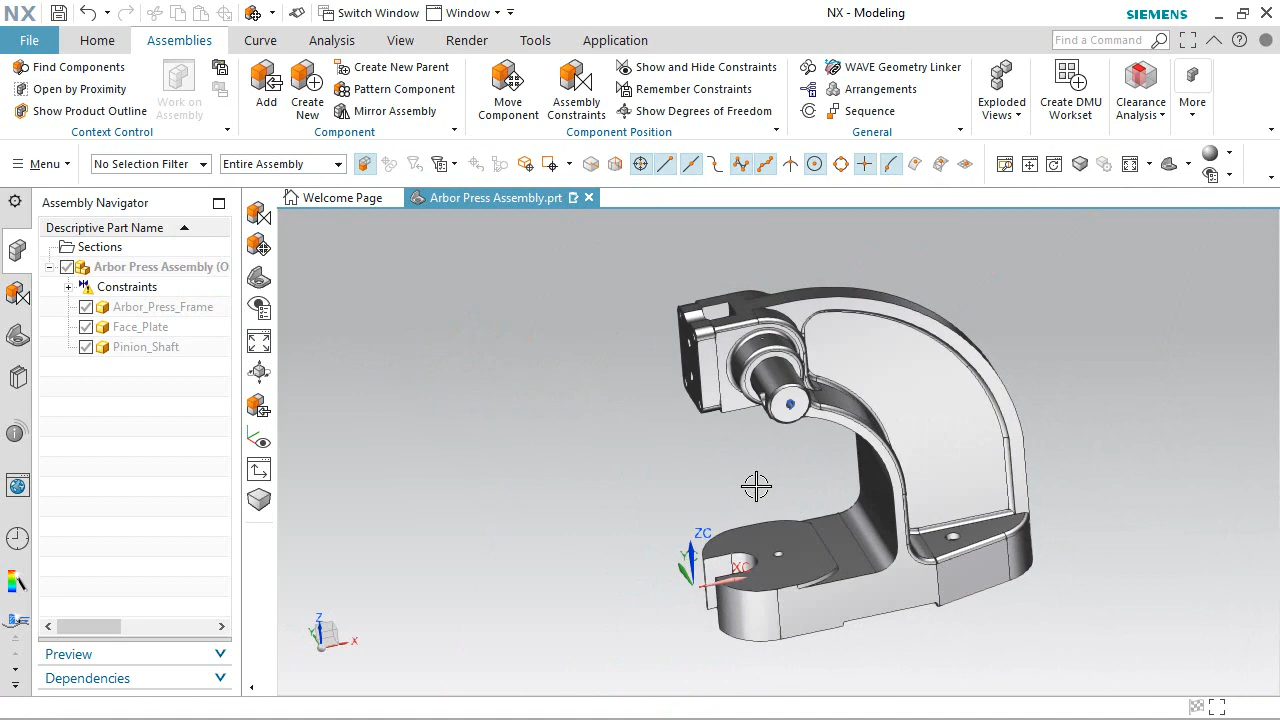 NX
Switch Window
Window
NX - Modeling
SIEMENS
File
Home
Assemblies
Curve
Analysis
View
Render
Tools
Application
Find a Command
Find Components
Open by Proximity
Show Product Outline
Work on
Assembly
Context Control
Add
Create
New
Create New Parent
Pattern Component
Mirror Assembly
Component
Move
Component
Assembly
Constraints
Show and Hide Constraints
Remember Constraints
Show Degrees of Freedom
Component Position
WAVE Geometry Linker
Arrangements
Sequence
General
Exploded
Views
Create DMU
Workset
Clearance
Analysis
More
Menu
No Selection Filter
Entire Assembly
Assembly Navigator
Welcome Page
Arbor Press Assembly.prt
Descriptive Part Name
Sections
Arbor Press Assembly (O
Constraints
Arbor_Press_Frame
Face_Plate
Pinion_Shaft
ZC
YC
XC
Z
Y
X
Preview
Dependencies